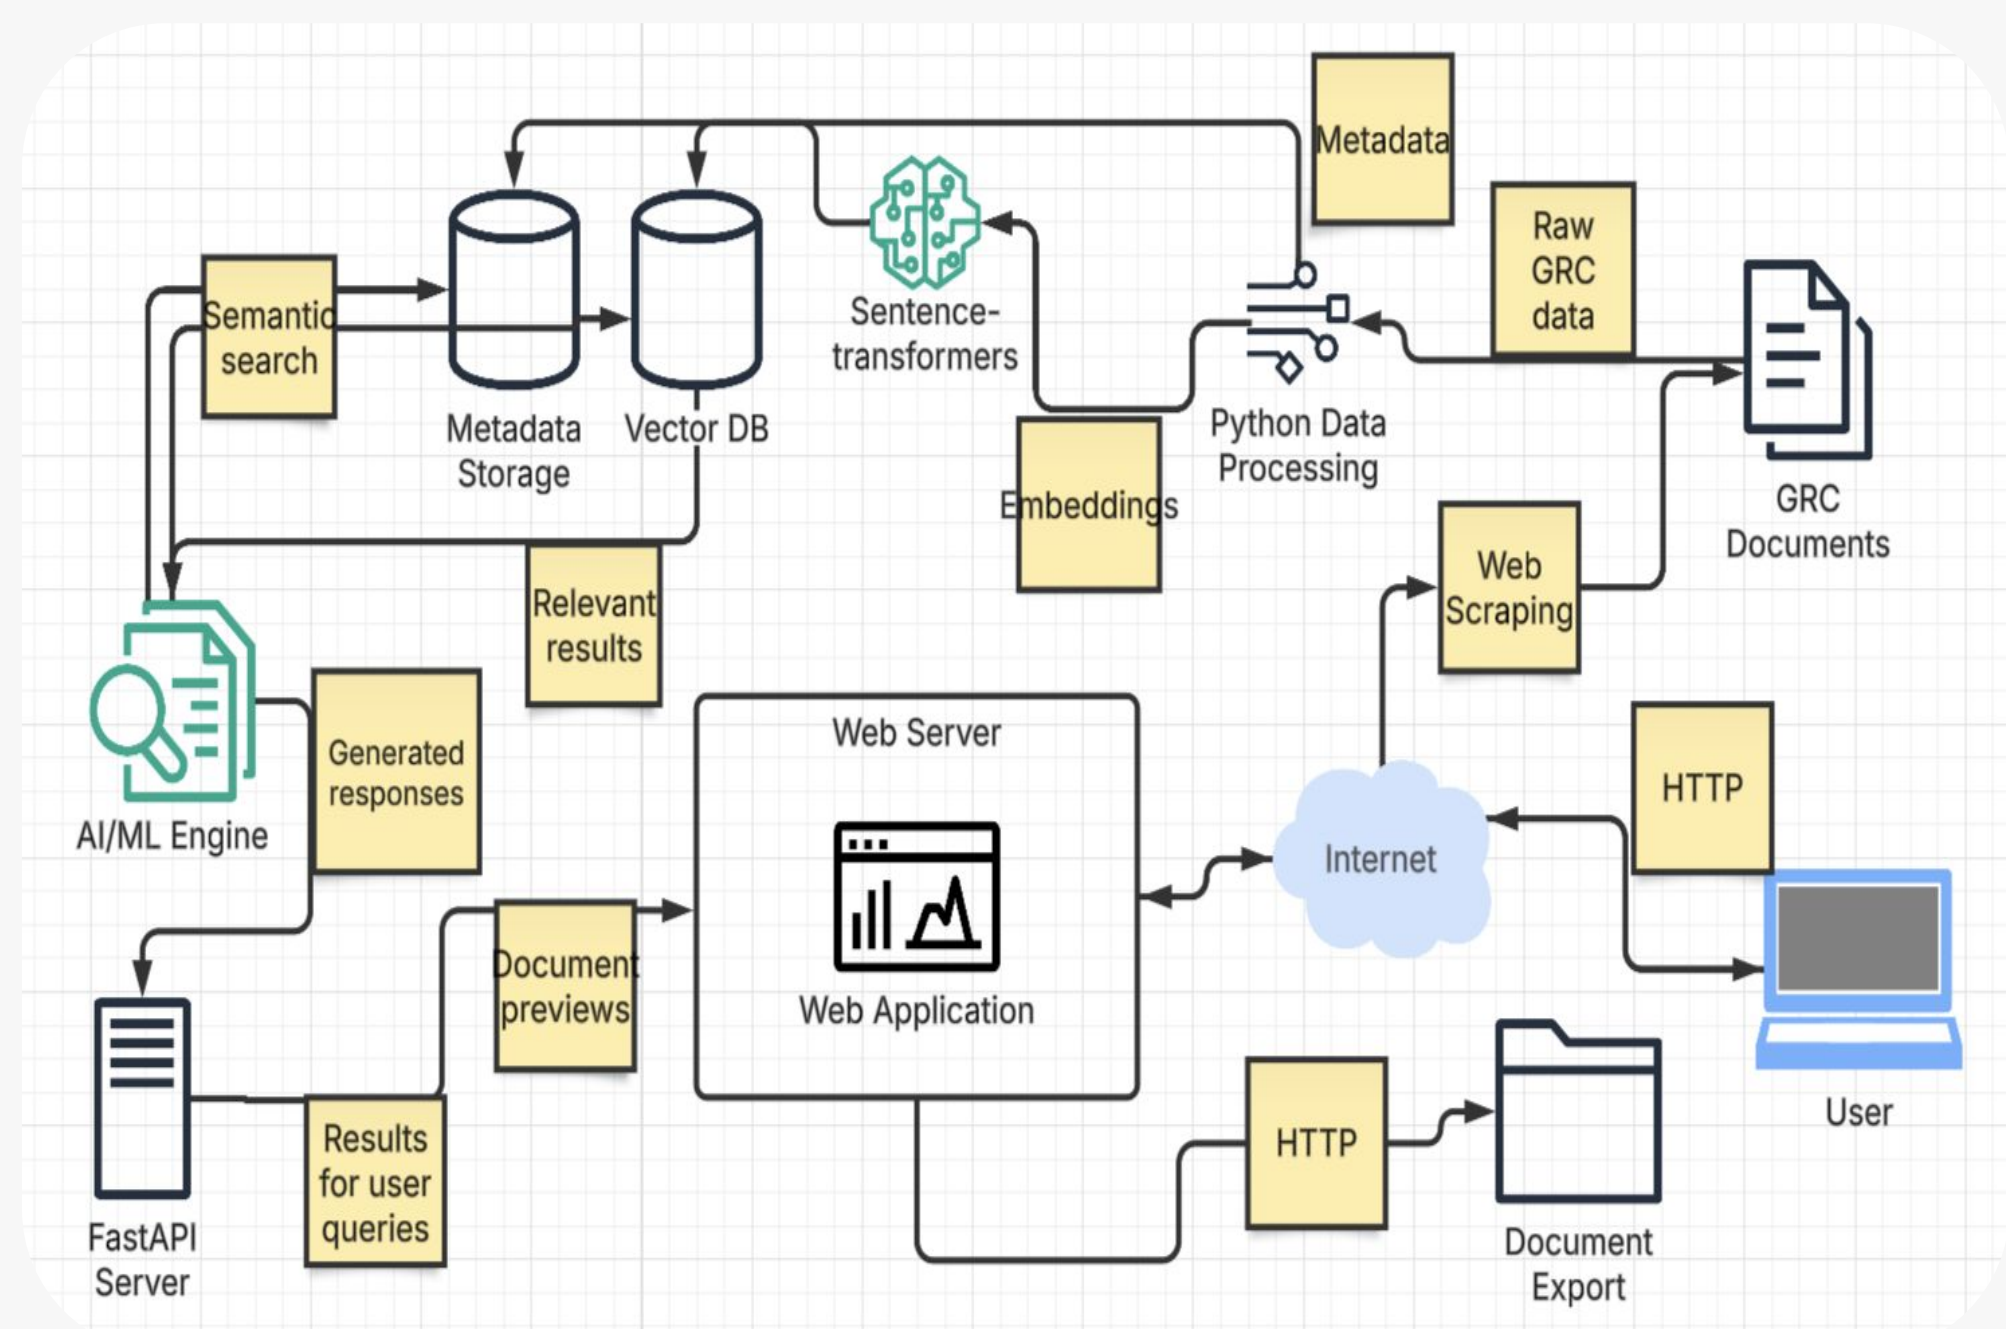 Metadata
Raw
GRC
data
Semantic
search
Sentence-
transformers
Metadata
Storage
Vector DB
Python Data
Processing
Embeddings
GRC
Documents
Web
Scraping
Relevant
results
Generated
responses
AI/ML Engine
Web Server
Web Application
Internet
HTTP
User
Document
previews
FastAPI
Server
Results
for user
queries
HTTP
Document
Export